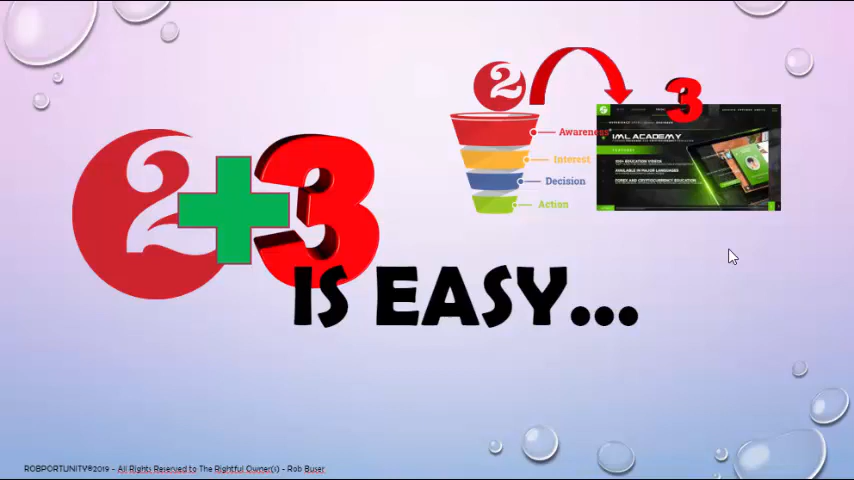 2
3
Awareness
Interest
Decision
Action
IML ACADEMY
2+3
IS EASY...
ROBPORTUNITY®2019 – All Rights Reserved to The Rightful Owner(s) - Rob Buser